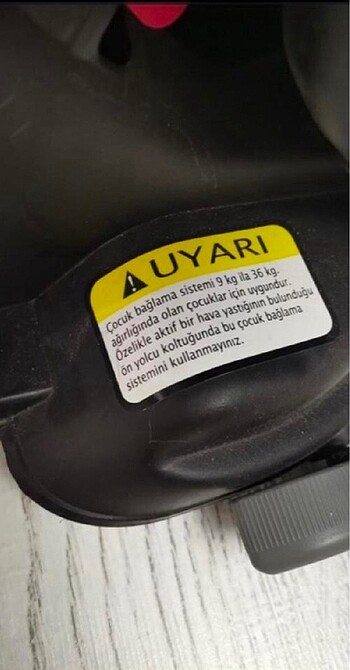 UYARI
Çocuk bağlama sistemi 9 kg ila 36 kg.
ağırlığında olan çocuklar için uygundur.
Özelikle aktif bir hava yastığının bulunduğu
ön yolcu koltuğunda bu çocuk bağlama
sistemini kullanmayınız.